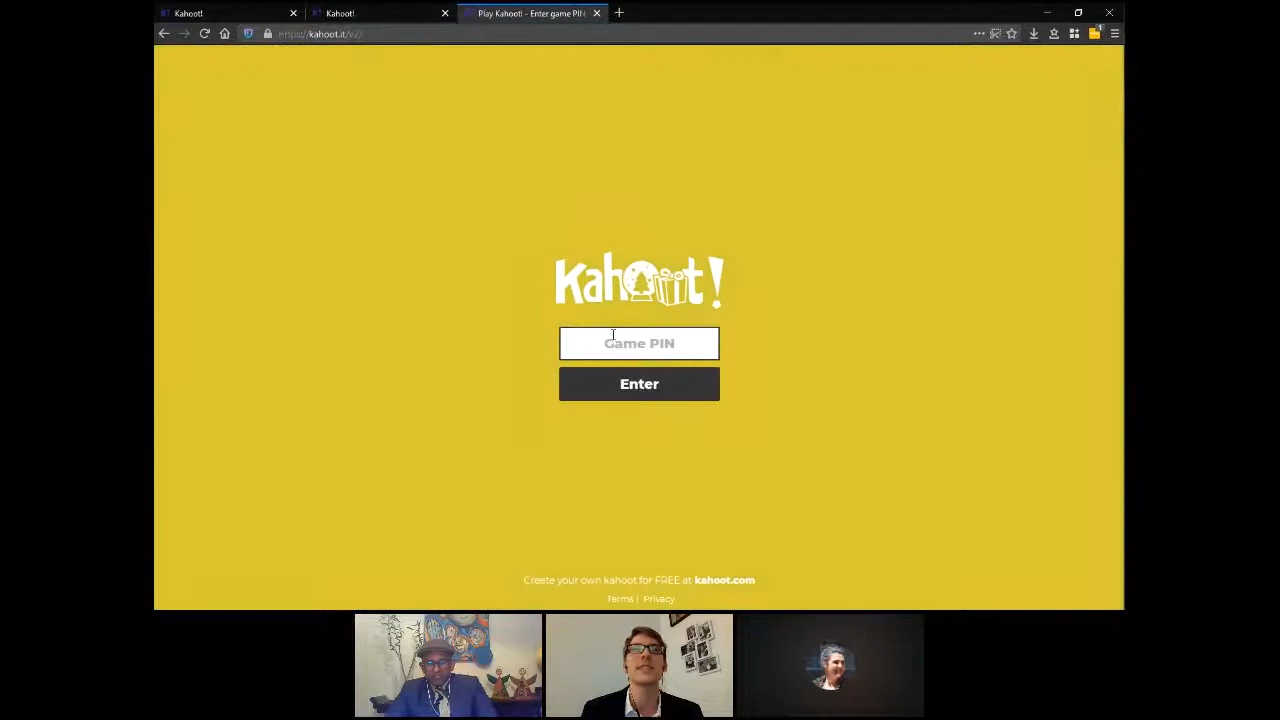 Kahoot!
Kahoot!
Play Kahoot! - Enter game PIN
https://kahoot.it/v2/
Kahoot!
Game PIN
Enter
Create your own kahoot for FREE at kahoot.com
Terms | Privacy